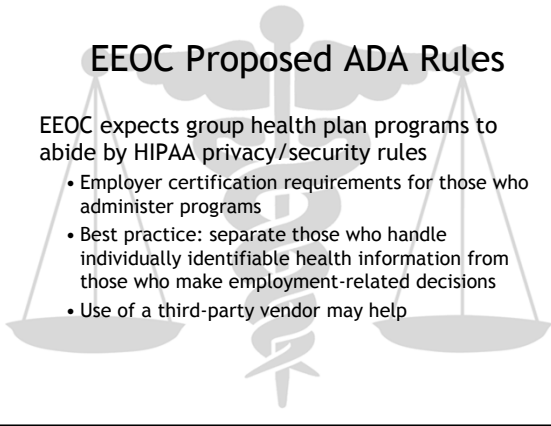 EEOC Proposed ADA Rules
EEOC expects group health plan programs to
abide by HIPAA privacy/security rules
• Employer certification requirements for those who
administer programs
• Best practice: separate those who handle
individually identifiable health information from
those who make employment-related decisions
• Use of a third-party vendor may help